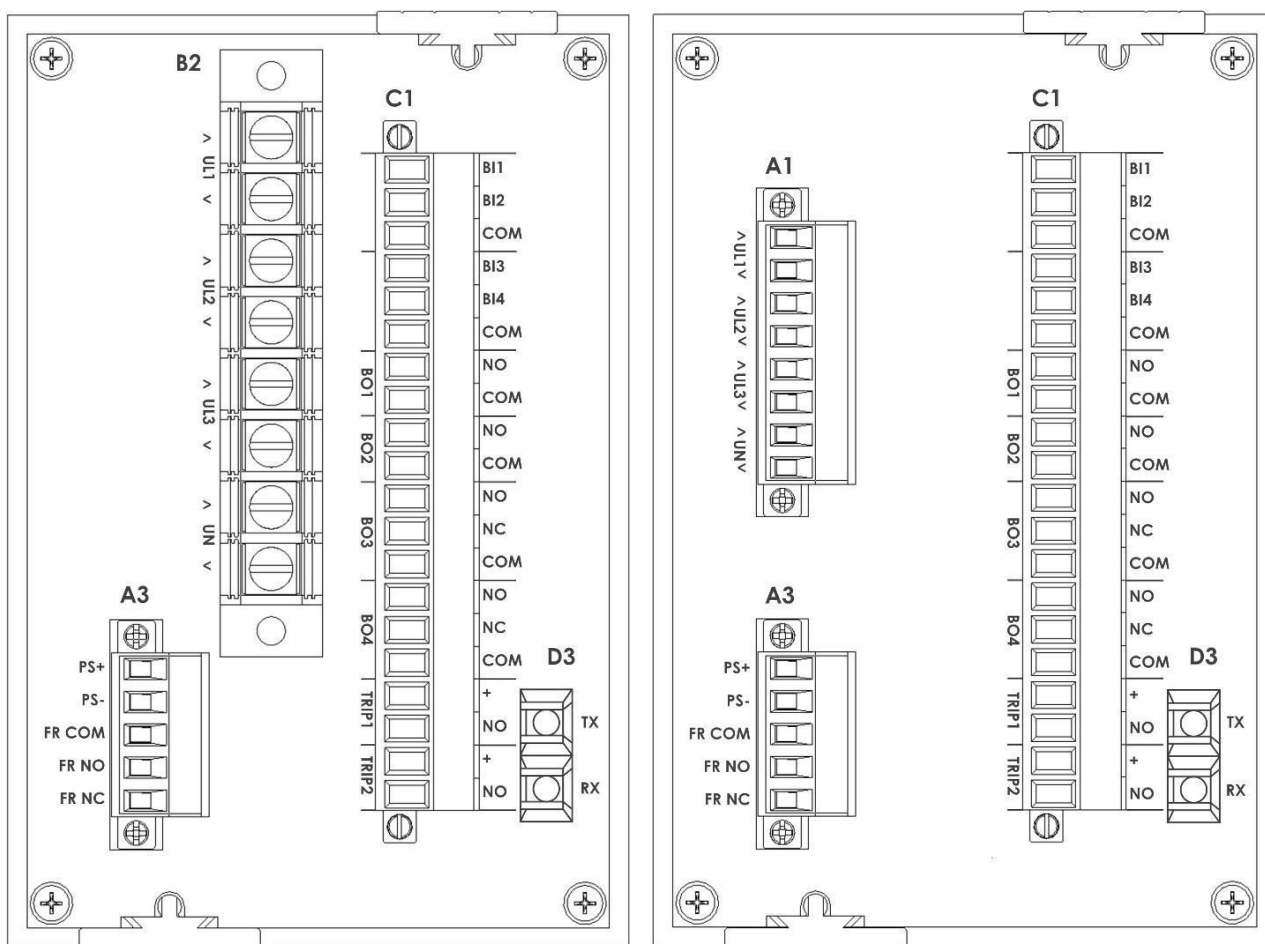 B2
> UL1 <
> UL2 <
> UL3 <
> UN <
C1
BI1
BI2
COM
BI3
BI4
COM
BO1
NO
COM
BO2
NO
COM
BO3
NO
NC
COM
BO4
NO
NC
COM
TRIP1
+
NO
TRIP2
+
NO
A3
PS+
PS-
FR COM
FR NO
FR NC
D3
TX
RX
A1
>UL1<
>UL2<
>UL3<
>UN<
C1
BI1
BI2
COM
BI3
BI4
COM
BO1
NO
COM
BO2
NO
COM
BO3
NO
NC
COM
BO4
NO
NC
COM
TRIP1
+
NO
TRIP2
+
NO
A3
PS+
PS-
FR COM
FR NO
FR NC
D3
TX
RX